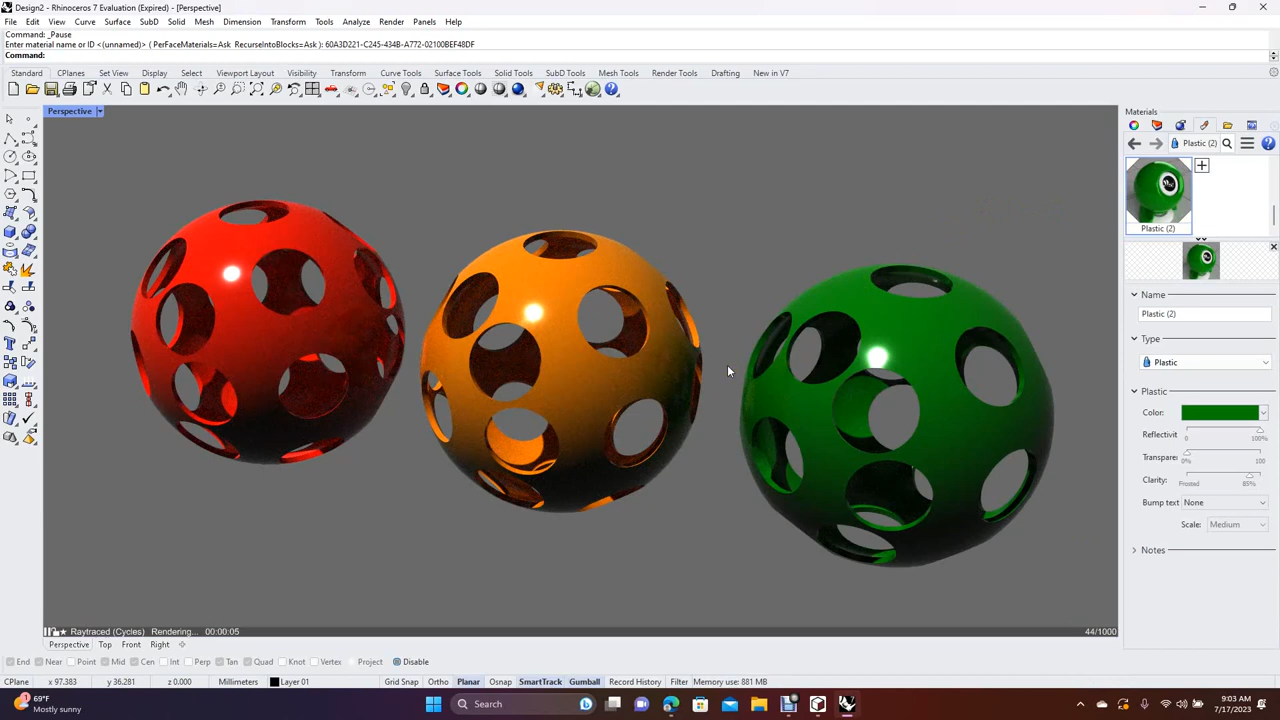 Design2 - Rhinoceros 7 Evaluation (Expired) - [Perspective]
File Edit View Curve Surface SubD Solid Mesh Dimension Transform Tools Analyze Render Panels Help
Command: _Pause
Enter material name or ID <(unnamed)> ( PerFaceMaterials=Ask RecurseIntoBlocks=Ask ): 60A3D221-C245-434B-A772-02100BEF48DF
Command:
Standard CPlanes Set View Display Select Viewport Layout Visibility Transform Curve Tools Surface Tools Solid Tools SubD Tools Mesh Tools Render Tools Drafting New in V7
Perspective
Materials
Plastic (2)
Plastic (2)
Name
Plastic (2)
Type
Plastic
Plastic
Color:
Reflectivit
0 100%
Transpare
0% 100
Clarity:
Frosted 85%
Bump text None
Scale: Medium
Notes
Raytraced (Cycles) Rendering... 00:00:05 44/1000
Perspective Top Front Right
End Near Point Mid Cen Int Perp Tan Quad Knot Vertex Project Disable
CPlane x 97.383 y 36.281 z 0.000 Millimeters Layer 01 Grid Snap Ortho Planar Osnap SmartTrack Gumball Record History Filter Memory use: 881 MB
69°F
Mostly sunny
Search
9:03 AM
7/17/2023